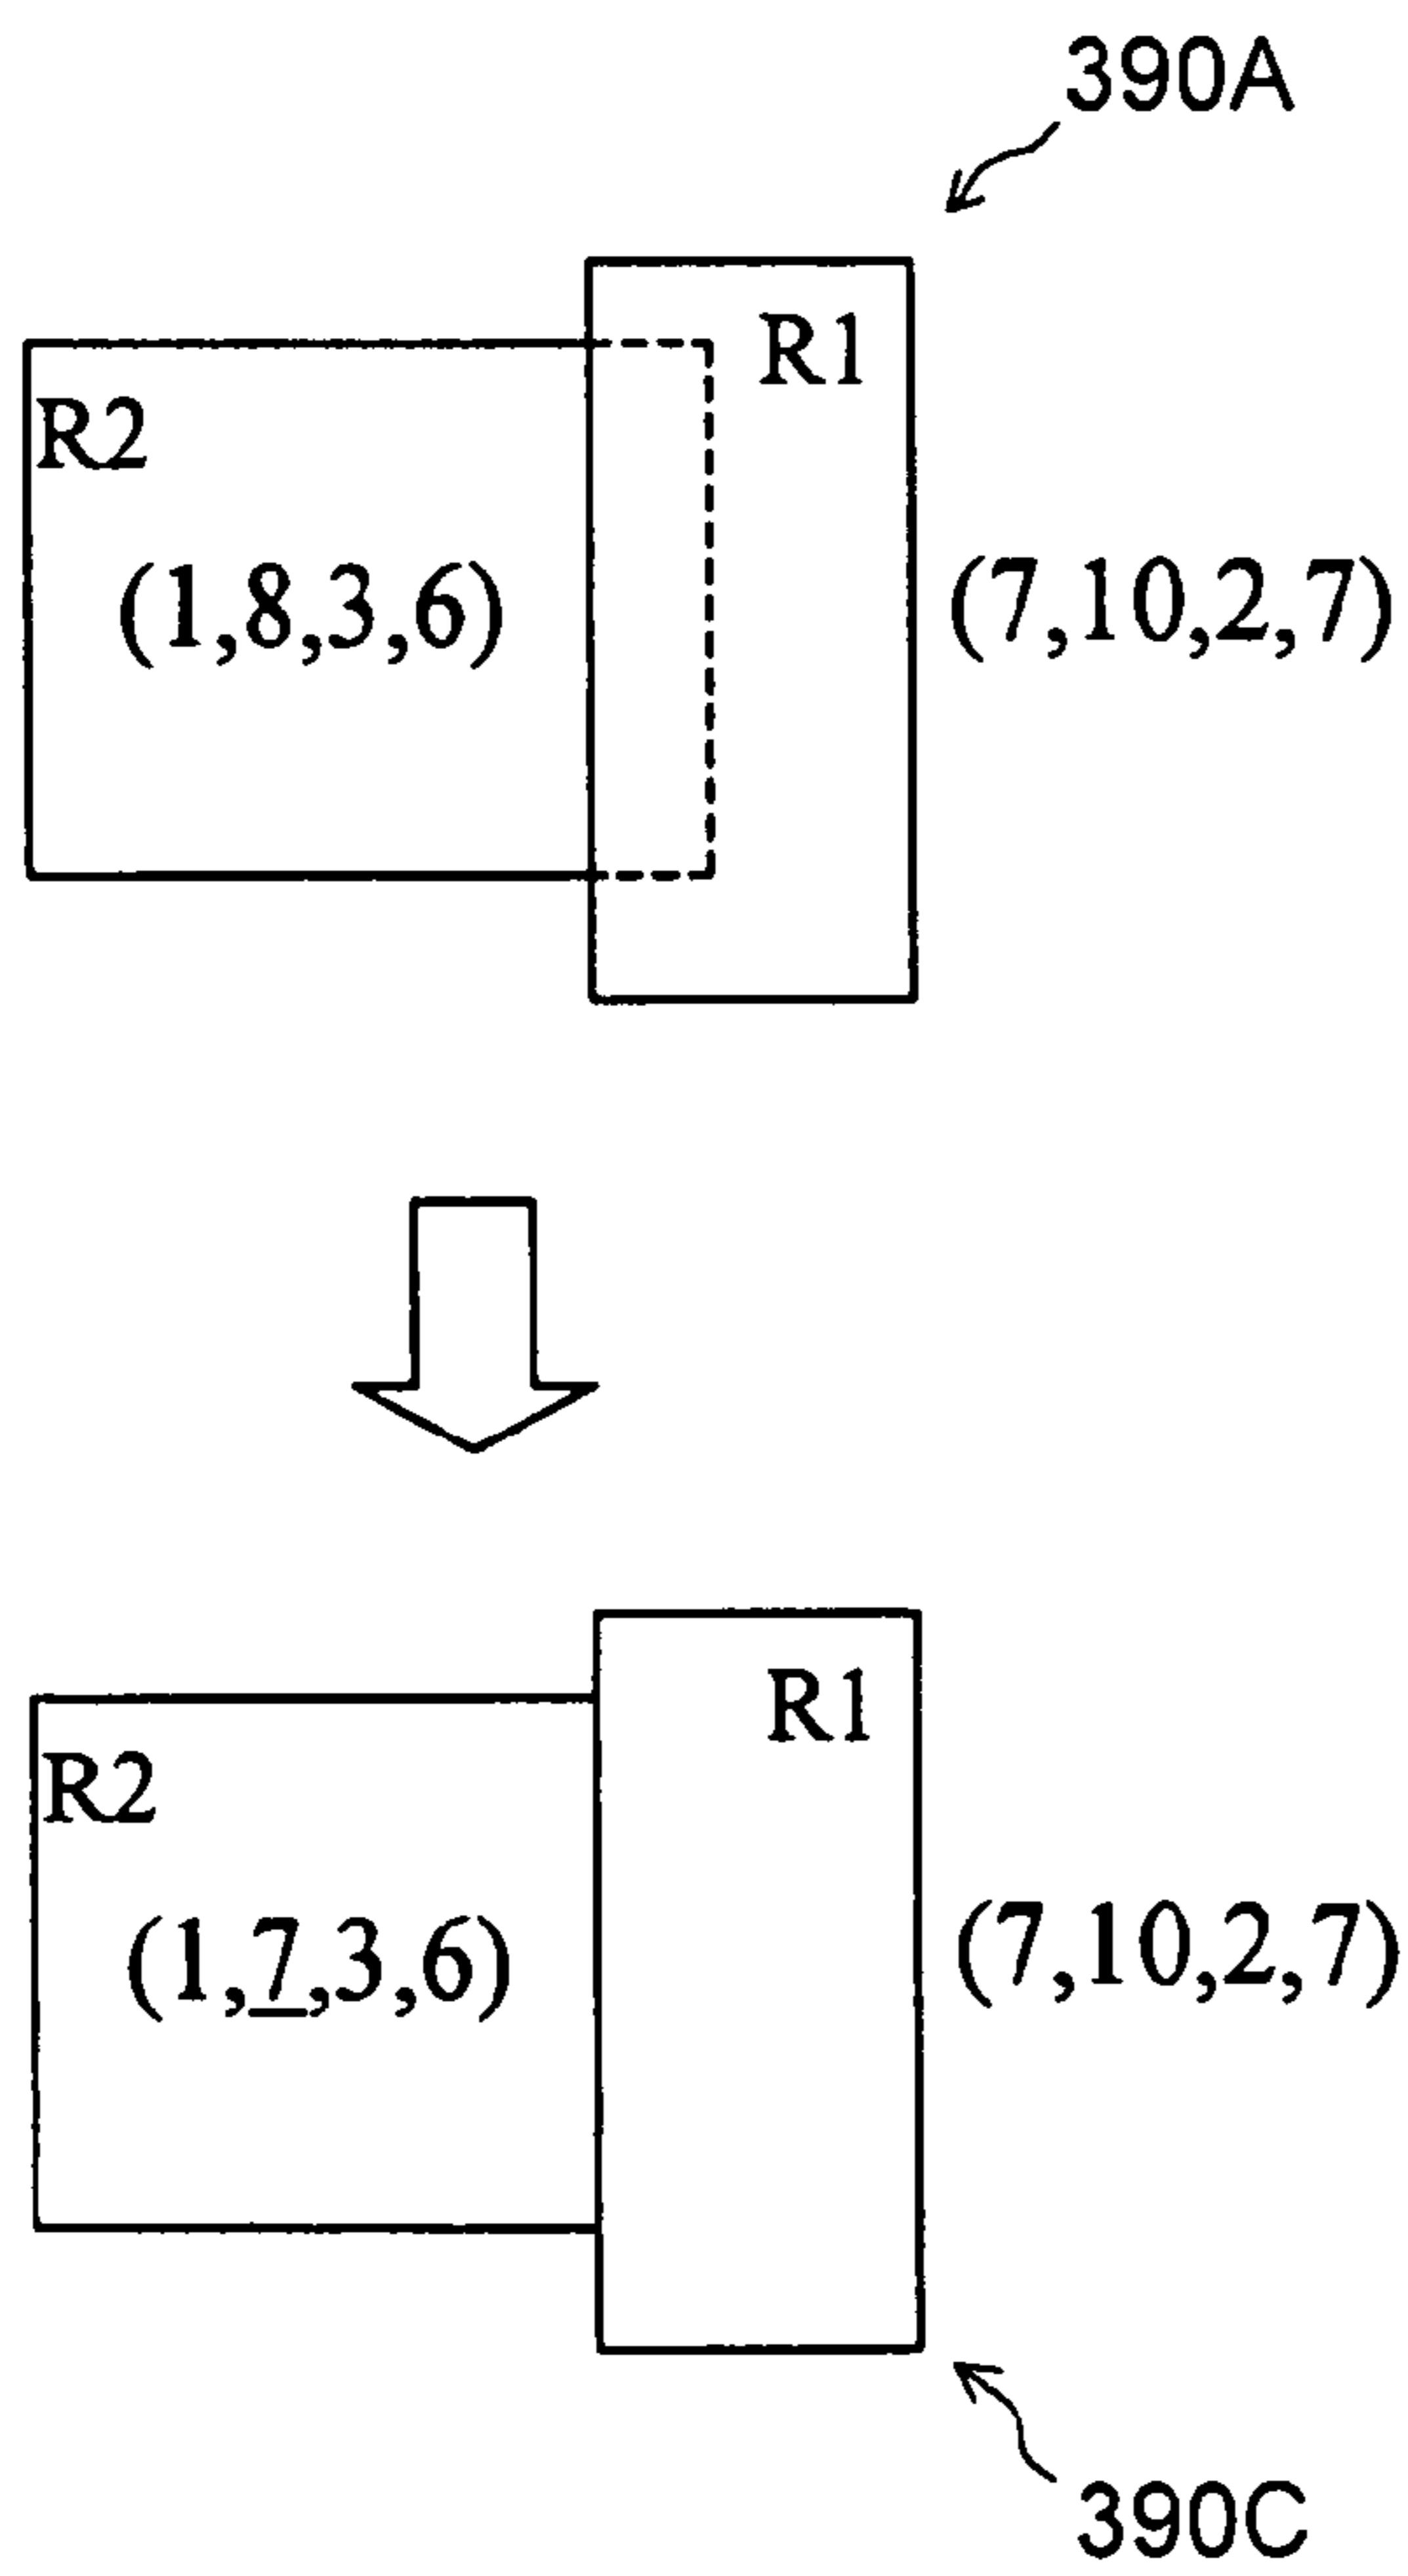 390A
R1
R2
(1,8,3,6)
(7,10,2,7)
R1
R2
(1,7,3,6)
(7,10,2,7)
390C